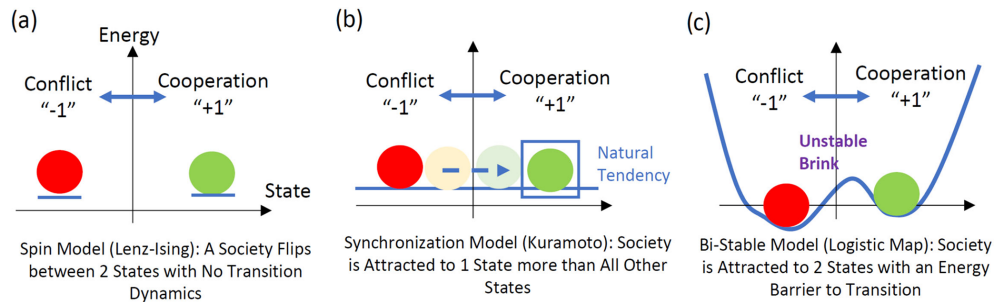 (a)
Energy
Conflict
"-1"
Cooperation
"+1"
State
Spin Model (Lenz-Ising): A Society Flips
between 2 States with No Transition
Dynamics
(b)
Conflict
"-1"
Cooperation
"+1"
Natural
Tendency
Synchronization Model (Kuramoto): Society
is Attracted to 1 State more than All Other
States
(c)
Conflict
"-1"
Cooperation
"+1"
Unstable
Brink
Bi-Stable Model (Logistic Map): Society
is Attracted to 2 States with an Energy
Barrier to Transition